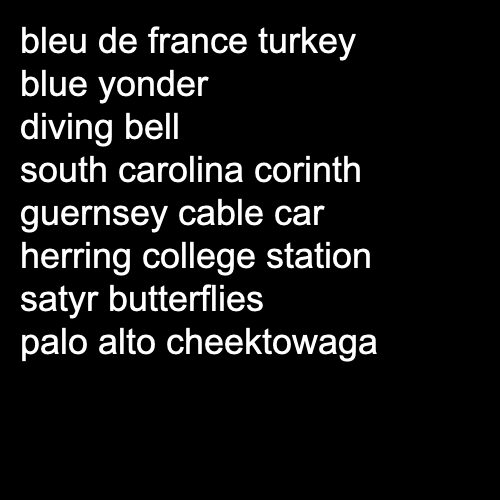 bleu de france turkey
blue yonder
diving bell
south carolina corinth
guernsey cable car
herring college station
satyr butterflies
palo alto cheektowaga